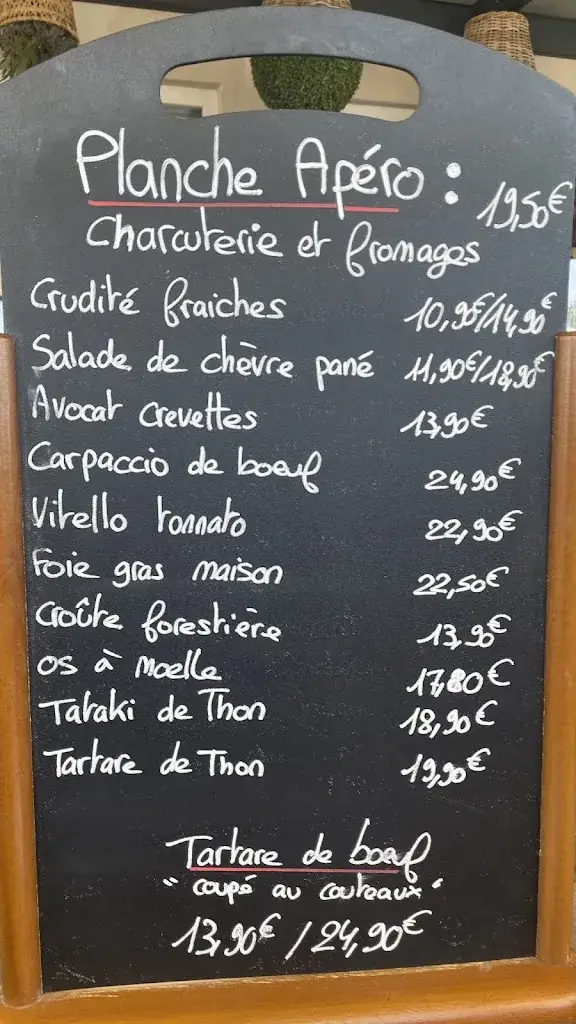 Planche Apéro : 19,50€
Charcuterie et fromages
Crudité fraiches 10,90€/14,90€
Salade de chèvre pané 11,90€/18,90€
Avocat crevettes 13,90€
Carpaccio de boeuf 24,90€
Vitello tonnato 22,90€
Foie gras maison 22,50€
Croûte forestière 13,90€
os à moelle 17,80€
Tataki de Thon 18,90€
Tartare de Thon 19,90€
Tartare de boeuf
" coupé au couteaux "
13,90€ / 24,90€